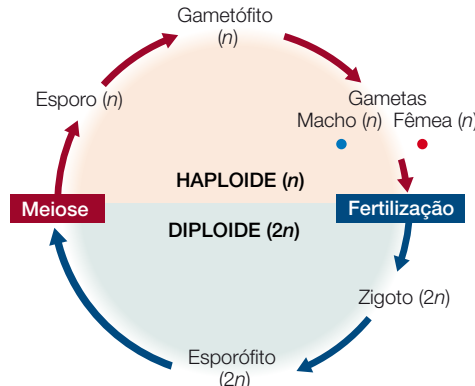 Gametófito
(n)
Esporo (n)
Gametas
Macho (n) Fêmea (n)
HAPLOIDE (n)
Meiose
Fertilização
DIPLOIDE (2n)
Zigoto (2n)
Esporófito
(2n)